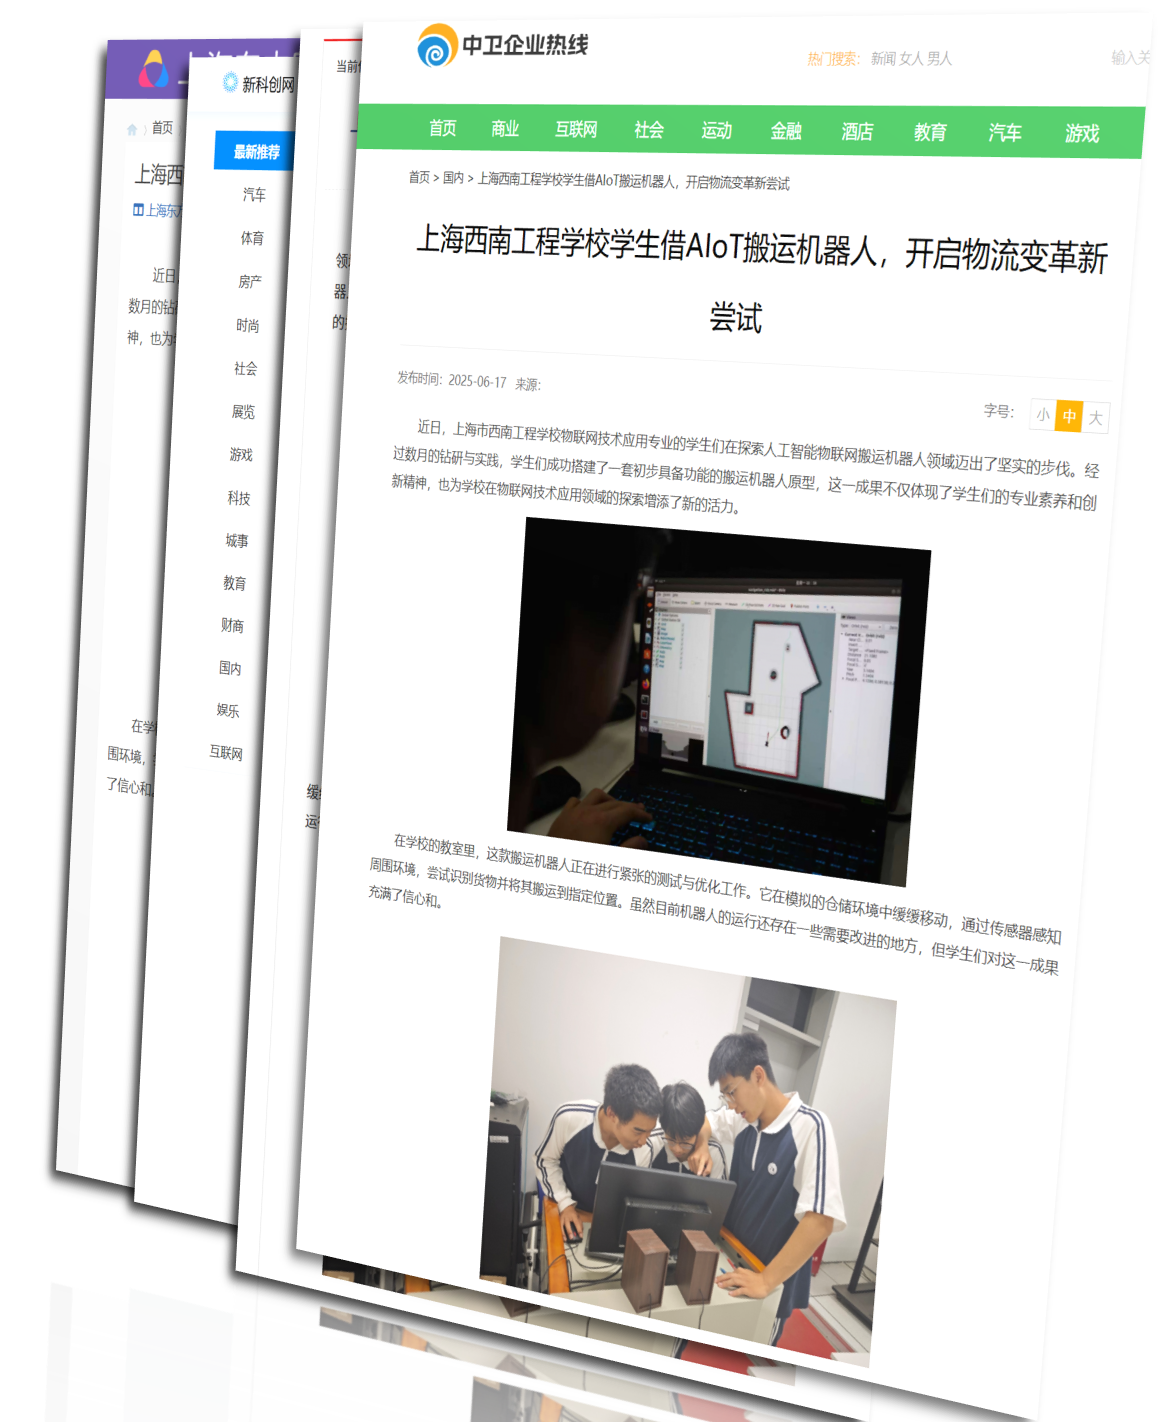 上海东方
首页
上海西
上海东方
近日
数月的钻
神，也为
在学
围环境，
了信心和
新科创网
最新推荐
汽车
体育
房产
时尚
社会
展览
游戏
科技
城事
教育
财商
国内
娱乐
互联网
当前
领
器
的
缓
运
中卫企业热线
热门搜索： 新闻 女人 男人
输入关
首页 商业 互联网 社会 运动 金融 酒店 教育 汽车 游戏
首页 > 国内 > 上海西南工程学校学生借AIoT搬运机器人，开启物流变革新尝试
上海西南工程学校学生借AIoT搬运机器人，开启物流变革新
尝试
发布时间：2025-06-17 来源：
字号： 小 中 大
近日，上海市西南工程学校物联网技术应用专业的学生们在探索人工智能物联网搬运机器人领域迈出了坚实的步伐。经
过数月的钻研与实践，学生们成功搭建了一套初步具备功能的搬运机器人原型，这一成果不仅体现了学生们的专业素养和创
新精神，也为学校在物联网技术应用领域的探索增添了新的活力。
在学校的教室里，这款搬运机器人正在进行紧张的测试与优化工作。它在模拟的仓储环境中缓缓移动，通过传感器感知
周围环境，尝试识别货物并将其搬运到指定位置。虽然目前机器人的运行还存在一些需要改进的地方，但学生们对这一成果
充满了信心和。